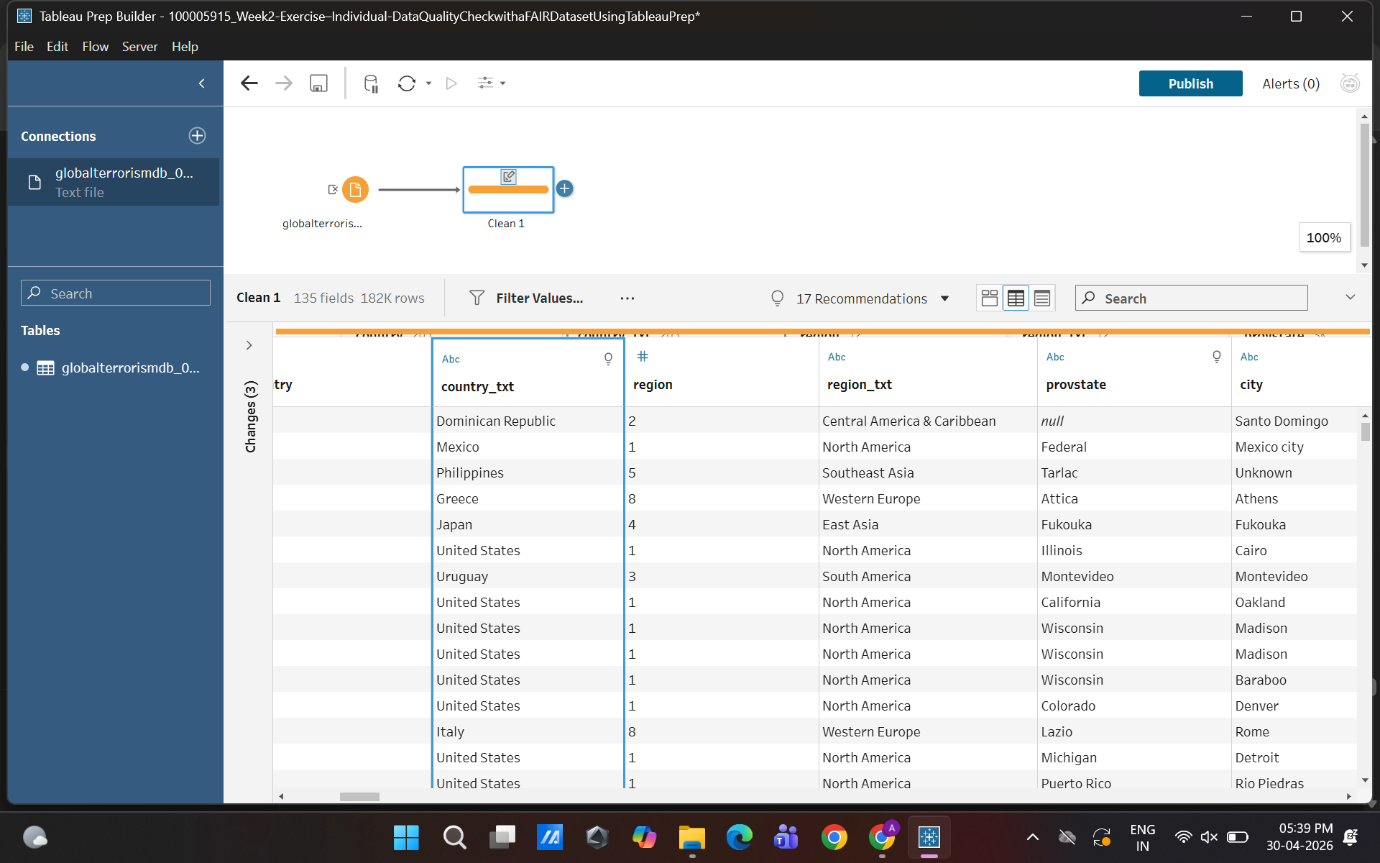 Tableau Prep Builder - 100005915_Week2-Exercise–Individual-DataQualityCheckwithaFAIRDatasetUsingTableauPrep*
File Edit Flow Server Help
Publish Alerts (0)
Connections
globalterrorismdb_0...
Text file
globalterroris...
Clean 1
100%
Search
Clean 1 135 fields 182K rows Filter Values... ... 17 Recommendations Search
Tables
globalterrorismdb_0...
Changes (3)
Abc # Abc Abc Abc
try country_txt region region_txt provstate city
Dominican Republic 2 Central America & Caribbean null Santo Domingo
Mexico 1 North America Federal Mexico city
Philippines 5 Southeast Asia Tarlac Unknown
Greece 8 Western Europe Attica Athens
Japan 4 East Asia Fukouka Fukouka
United States 1 North America Illinois Cairo
Uruguay 3 South America Montevideo Montevideo
United States 1 North America California Oakland
United States 1 North America Wisconsin Madison
United States 1 North America Wisconsin Madison
United States 1 North America Wisconsin Baraboo
United States 1 North America Colorado Denver
Italy 8 Western Europe Lazio Rome
United States 1 North America Michigan Detroit
United States 1 North America Puerto Rico Rio Piedras
ENG
IN
05:39 PM
30-04-2026